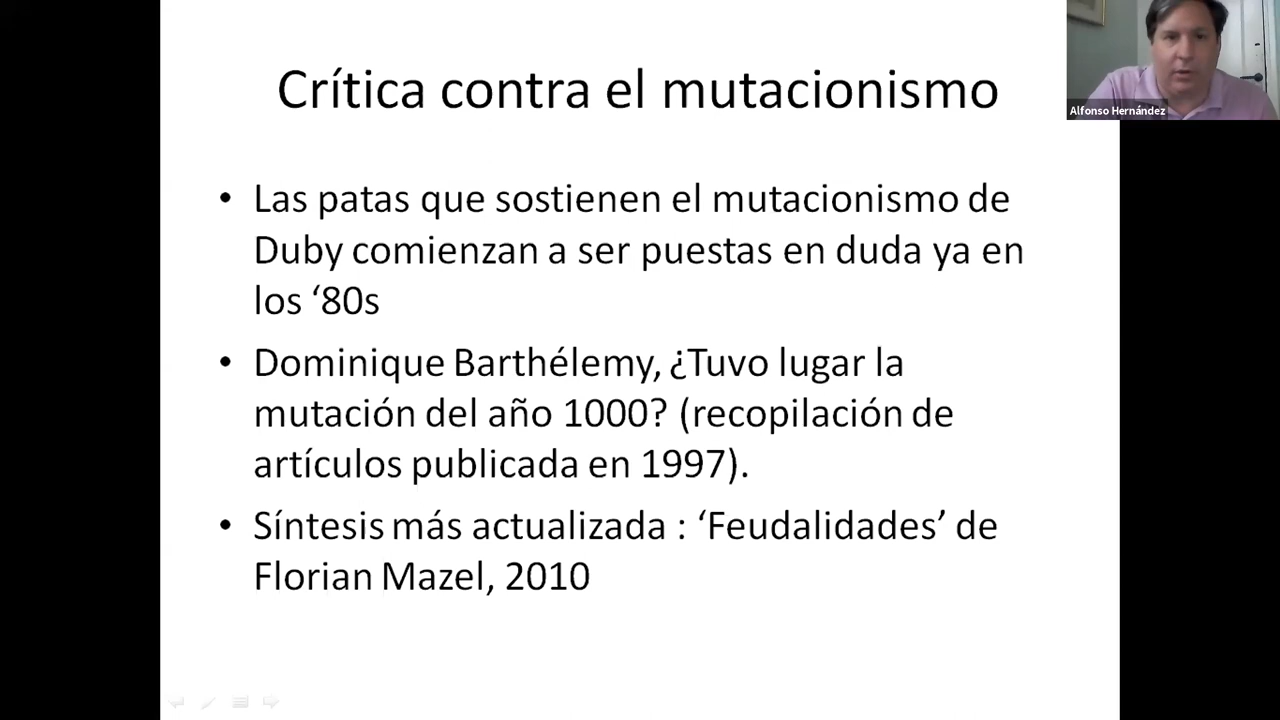 Crítica contra el mutacionismo
Alfonso Hernández
• Las patas que sostienen el mutacionismo de
Duby comienzan a ser puestas en duda ya en
los ‘80s
• Dominique Barthélemy, ¿Tuvo lugar la
mutación del año 1000? (recopilación de
artículos publicada en 1997).
• Síntesis más actualizada : ‘Feudalidades’ de
Florian Mazel, 2010